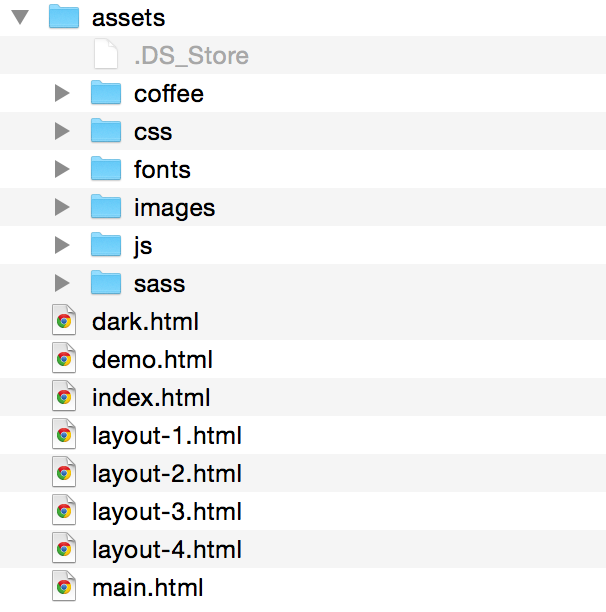 assets
.DS_Store
coffee
css
fonts
images
js
sass
dark.html
demo.html
index.html
layout-1.html
layout-2.html
layout-3.html
layout-4.html
main.html